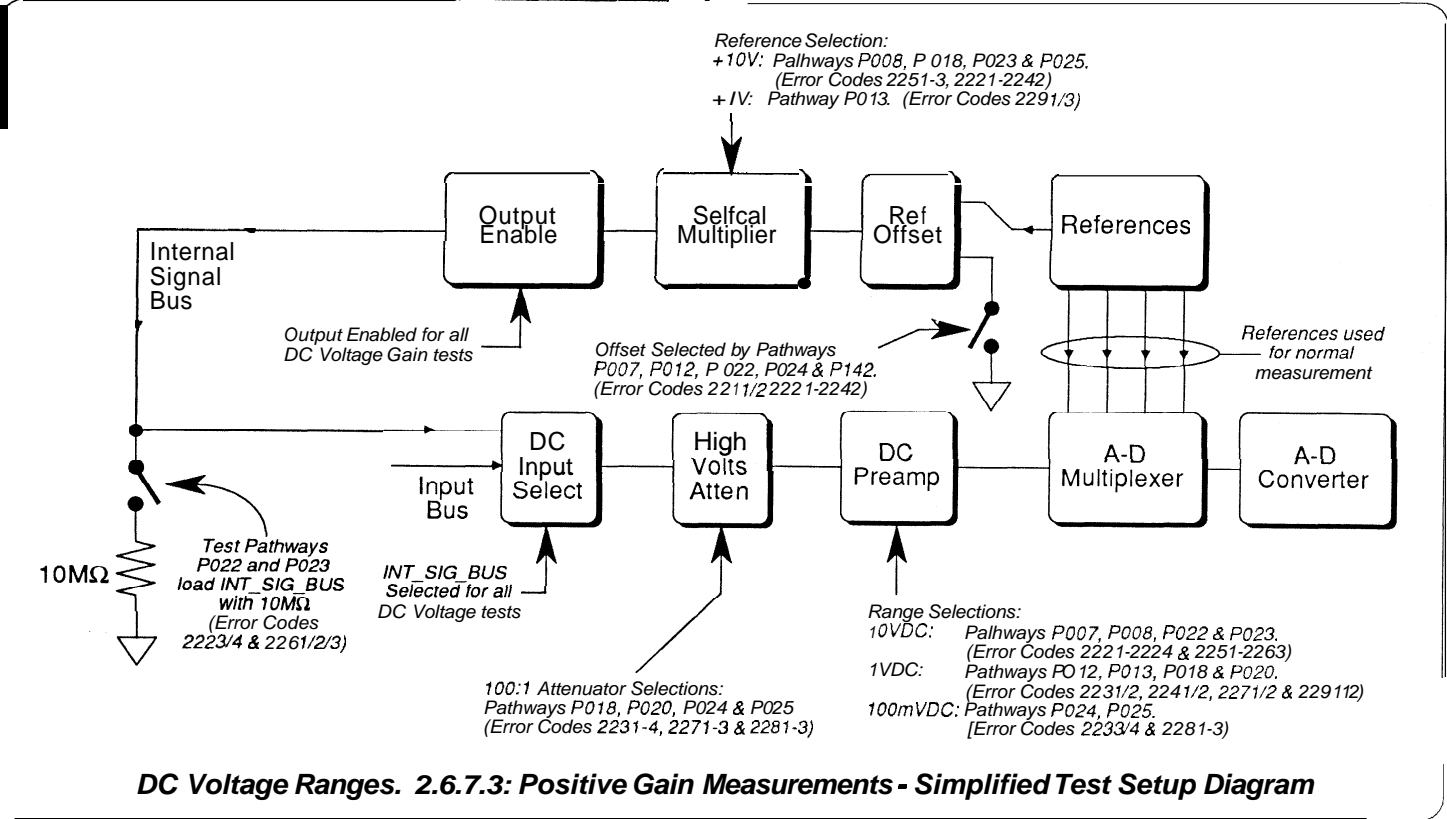 Reference Selection:
+10V: Palhways P008, P 018, P023 & P025.
(Error Codes 2251-3, 2221-2242)
+IV: Pathway P013. (Error Codes 2291/3)
Output
Enable
Selfcal
Multiplier
Ref
Offset
References
Internal
Signal
Bus
Output Enabled for all
DC Voltage Gain tests
Offset Selected by Pathways
P007, P012, P 022, P024 & P142.
(Error Codes 2211/2 2221-2242)
References used
for normal
measurement
DC
Input
Select
High
Volts
Atten
DC
Preamp
A-D
Multiplexer
A-D
Converter
Input
Bus
10MΩ
Test Pathways
P022 and P023
load INT_SIG_BUS
with 10MΩ
(Error Codes
2223/4 & 2261/2/3)
INT_SIG_BUS
Selected for all
DC Voltage tests
100:1 Attenuator Selections:
Pathways P018, P020, P024 & P025
(Error Codes 2231-4, 2271-3 & 2281-3)
Range Selections:
10VDC: Palhways P007, P008, P022 & P023.
(Error Codes 2221-2224 & 2251-2263)
1VDC: Pathways PO 12, P013, P018 & P020.
(Error Codes 2231/2, 2241/2, 2271/2 & 229112)
100mVDC: Pathways P024, P025.
[Error Codes 2233/4 & 2281-3)
DC Voltage Ranges. 2.6.7.3: Positive Gain Measurements - Simplified Test Setup Diagram